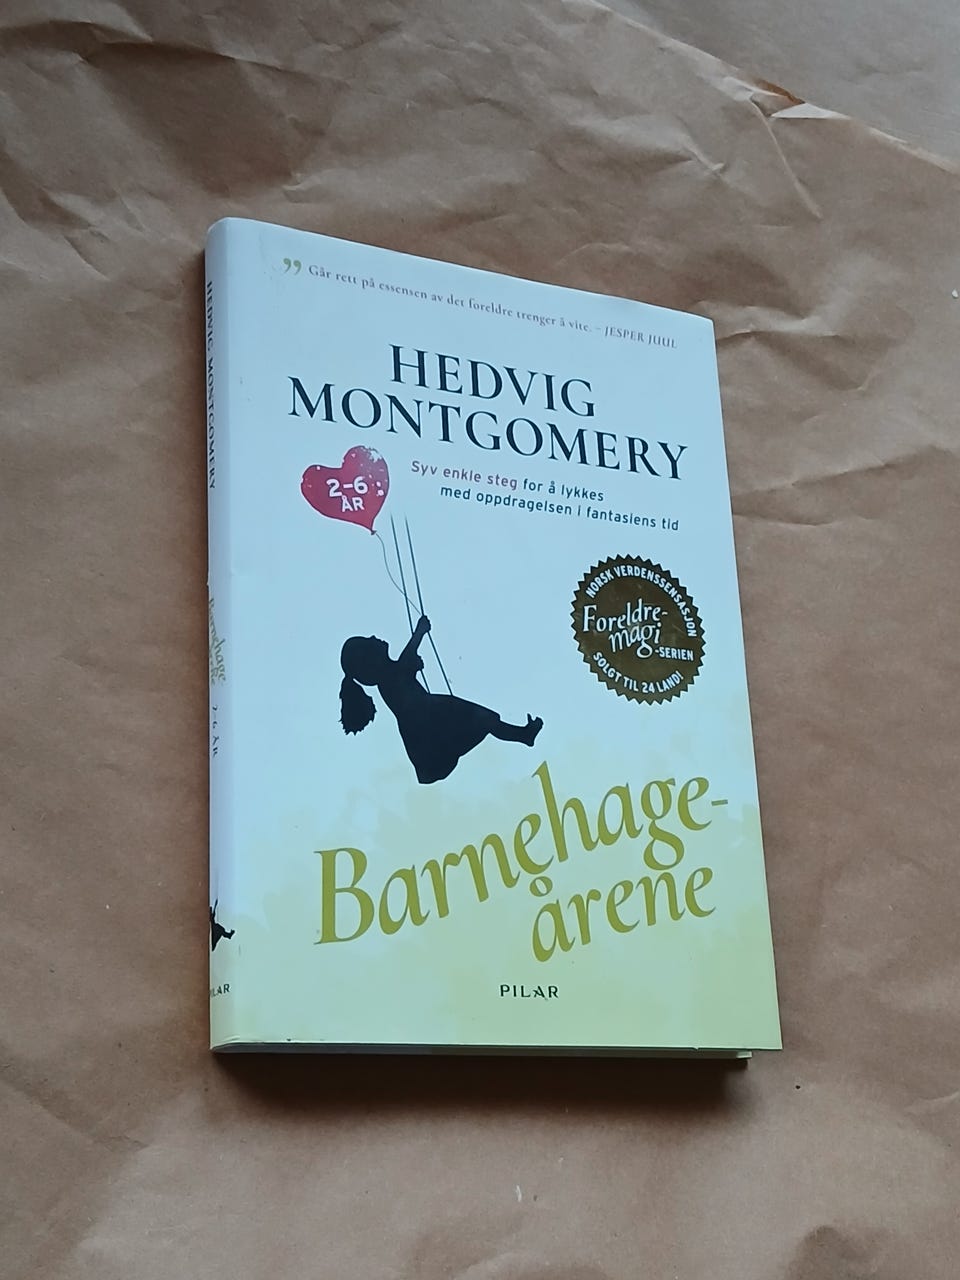 ” Går rett på essensen av det foreldre trenger å vite. – JESPER JUUL
HEDVIG
MONTGOMERY
Syv enkle steg for å lykkes
med oppdragelsen i fantasiens tid
2–6
ÅR
NORSK VERDENSSENSASJON
Foreldre-
magi
-SERIEN
SOLGT TIL 24 LAND!
Barnehage-
årene
PILAR
HEDVIG MONTGOMERY
Barnehage-
årene
2–6 ÅR
PILAR